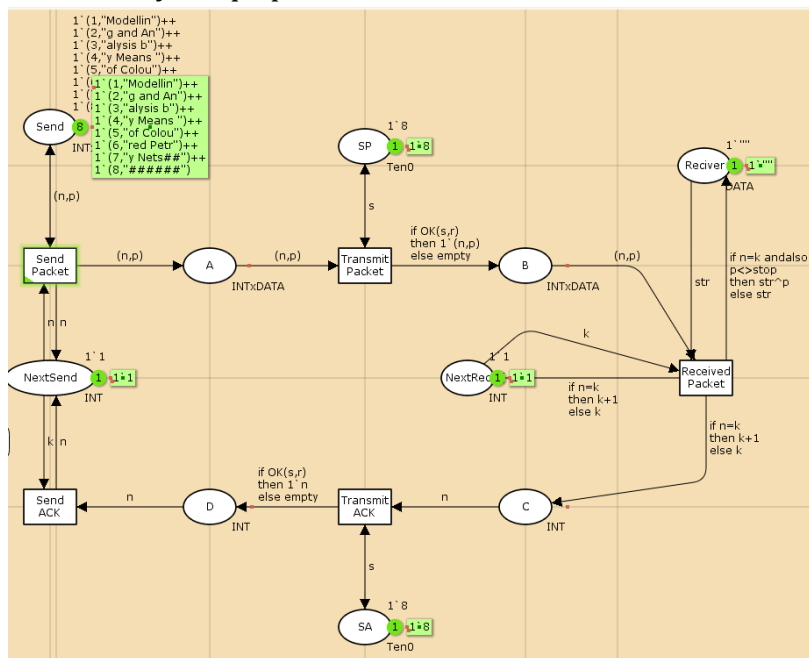 1`(1,"Modellin")++
1`(2,"g and An")++
1`(3,"alysis b")++
1`(4,"y Means ")++
1`(5,"of Colou")++
1`(
1`(
1`(8
1`(1,"Modellin")++
1`(2,"g and An")++
1`(3,"alysis b")++
1`(4,"y Means ")++
1`(5,"of Colou")++
1`(6,"red Petr")++
1`(7,"y Nets##")++
1`(8,"######")
Send
8
INTx
(n,p)
1`8
SP
1
1`8
Ten0
s
1`""
Reciver
1
1`""
DATA
Send
Packet
(n,p)
A
INTxDATA
(n,p)
Transmit
Packet
if OK(s,r)
then 1`(n,p)
else empty
B
INTxDATA
(n,p)
str
if n=k andalso
p<>stop
then str^p
else str
n
n
1`1
NextSend
1
1`1
INT
k
1`1
NextRec
1
1`1
INT
if n=k
then k+1
else k
Received
Packet
if n=k
then k+1
else k
k
n
Send
ACK
n
D
INT
if OK(s,r)
then 1`n
else empty
Transmit
ACK
n
C
INT
s
1`8
SA
1
1`8
Ten0